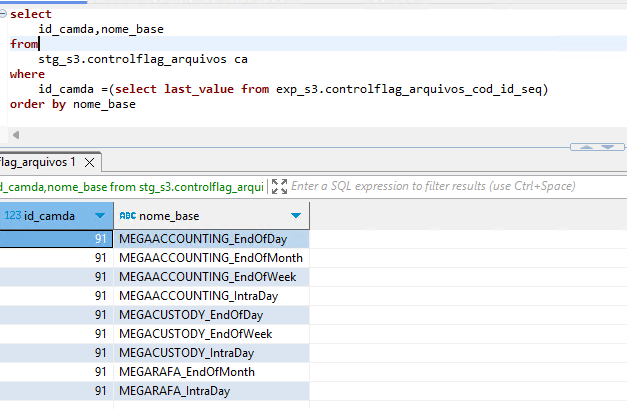 select
id_camda,nome_base
from
stg_s3.controlflag_arquivos ca
where
id_camda =(select last_value from exp_s3.controlflag_arquivos_cod_id_seq)
order by nome_base
flag_arquivos 1
d_camda,nome_base from stg_s3.controlflag_arqui Enter a SQL expression to filter results (use Ctrl+Space)
123 id_camda ABC nome_base
91 MEGAACCOUNTING_EndOfDay
91 MEGAACCOUNTING_EndOfMonth
91 MEGAACCOUNTING_EndOfWeek
91 MEGAACCOUNTING_IntraDay
91 MEGACUSTODY_EndOfDay
91 MEGACUSTODY_EndOfWeek
91 MEGACUSTODY_IntraDay
91 MEGARAFA_EndOfMonth
91 MEGARAFA_IntraDay